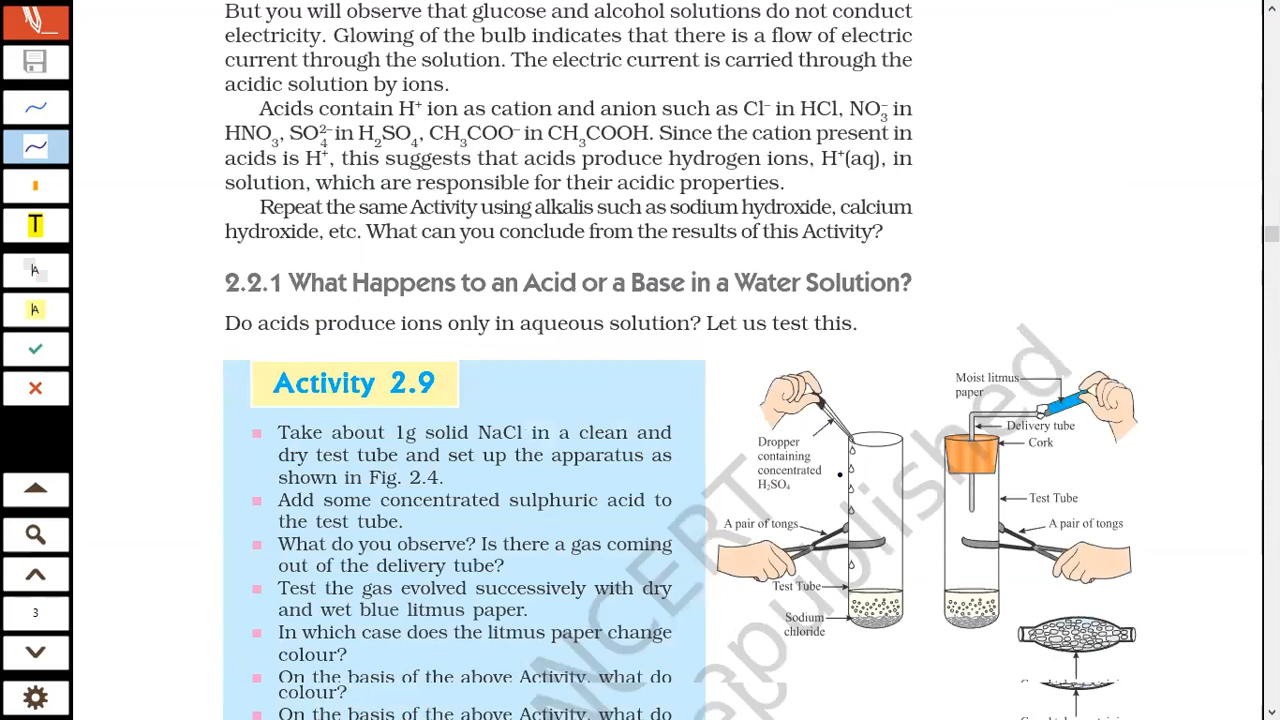 But you will observe that glucose and alcohol solutions do not conduct
electricity. Glowing of the bulb indicates that there is a flow of electric
current through the solution. The electric current is carried through the
acidic solution by ions.
Acids contain H⁺ ion as cation and anion such as Cl⁻ in HCl, NO₃⁻ in
HNO₃, SO₄²⁻ in H₂SO₄, CH₃COO⁻ in CH₃COOH. Since the cation present in
acids is H⁺, this suggests that acids produce hydrogen ions, H⁺(aq), in
solution, which are responsible for their acidic properties.
Repeat the same Activity using alkalis such as sodium hydroxide, calcium
hydroxide, etc. What can you conclude from the results of this Activity?
2.2.1 What Happens to an Acid or a Base in a Water Solution?
Do acids produce ions only in aqueous solution? Let us test this.
Activity 2.9
Take about 1g solid NaCl in a clean and
dry test tube and set up the apparatus as
shown in Fig. 2.4.
Add some concentrated sulphuric acid to
the test tube.
What do you observe? Is there a gas coming
out of the delivery tube?
Test the gas evolved successively with dry
and wet blue litmus paper.
In which case does the litmus paper change
colour?
On the basis of the above Activity, what do
colour?
On the basis of the above Activity, what do
Dropper
containing
concentrated
H₂SO₄
A pair of tongs
Test Tube
Sodium
chloride
Moist litmus
paper
Delivery tube
Cork
Test Tube
A pair of tongs
NCERT
republished
T
A
A
3